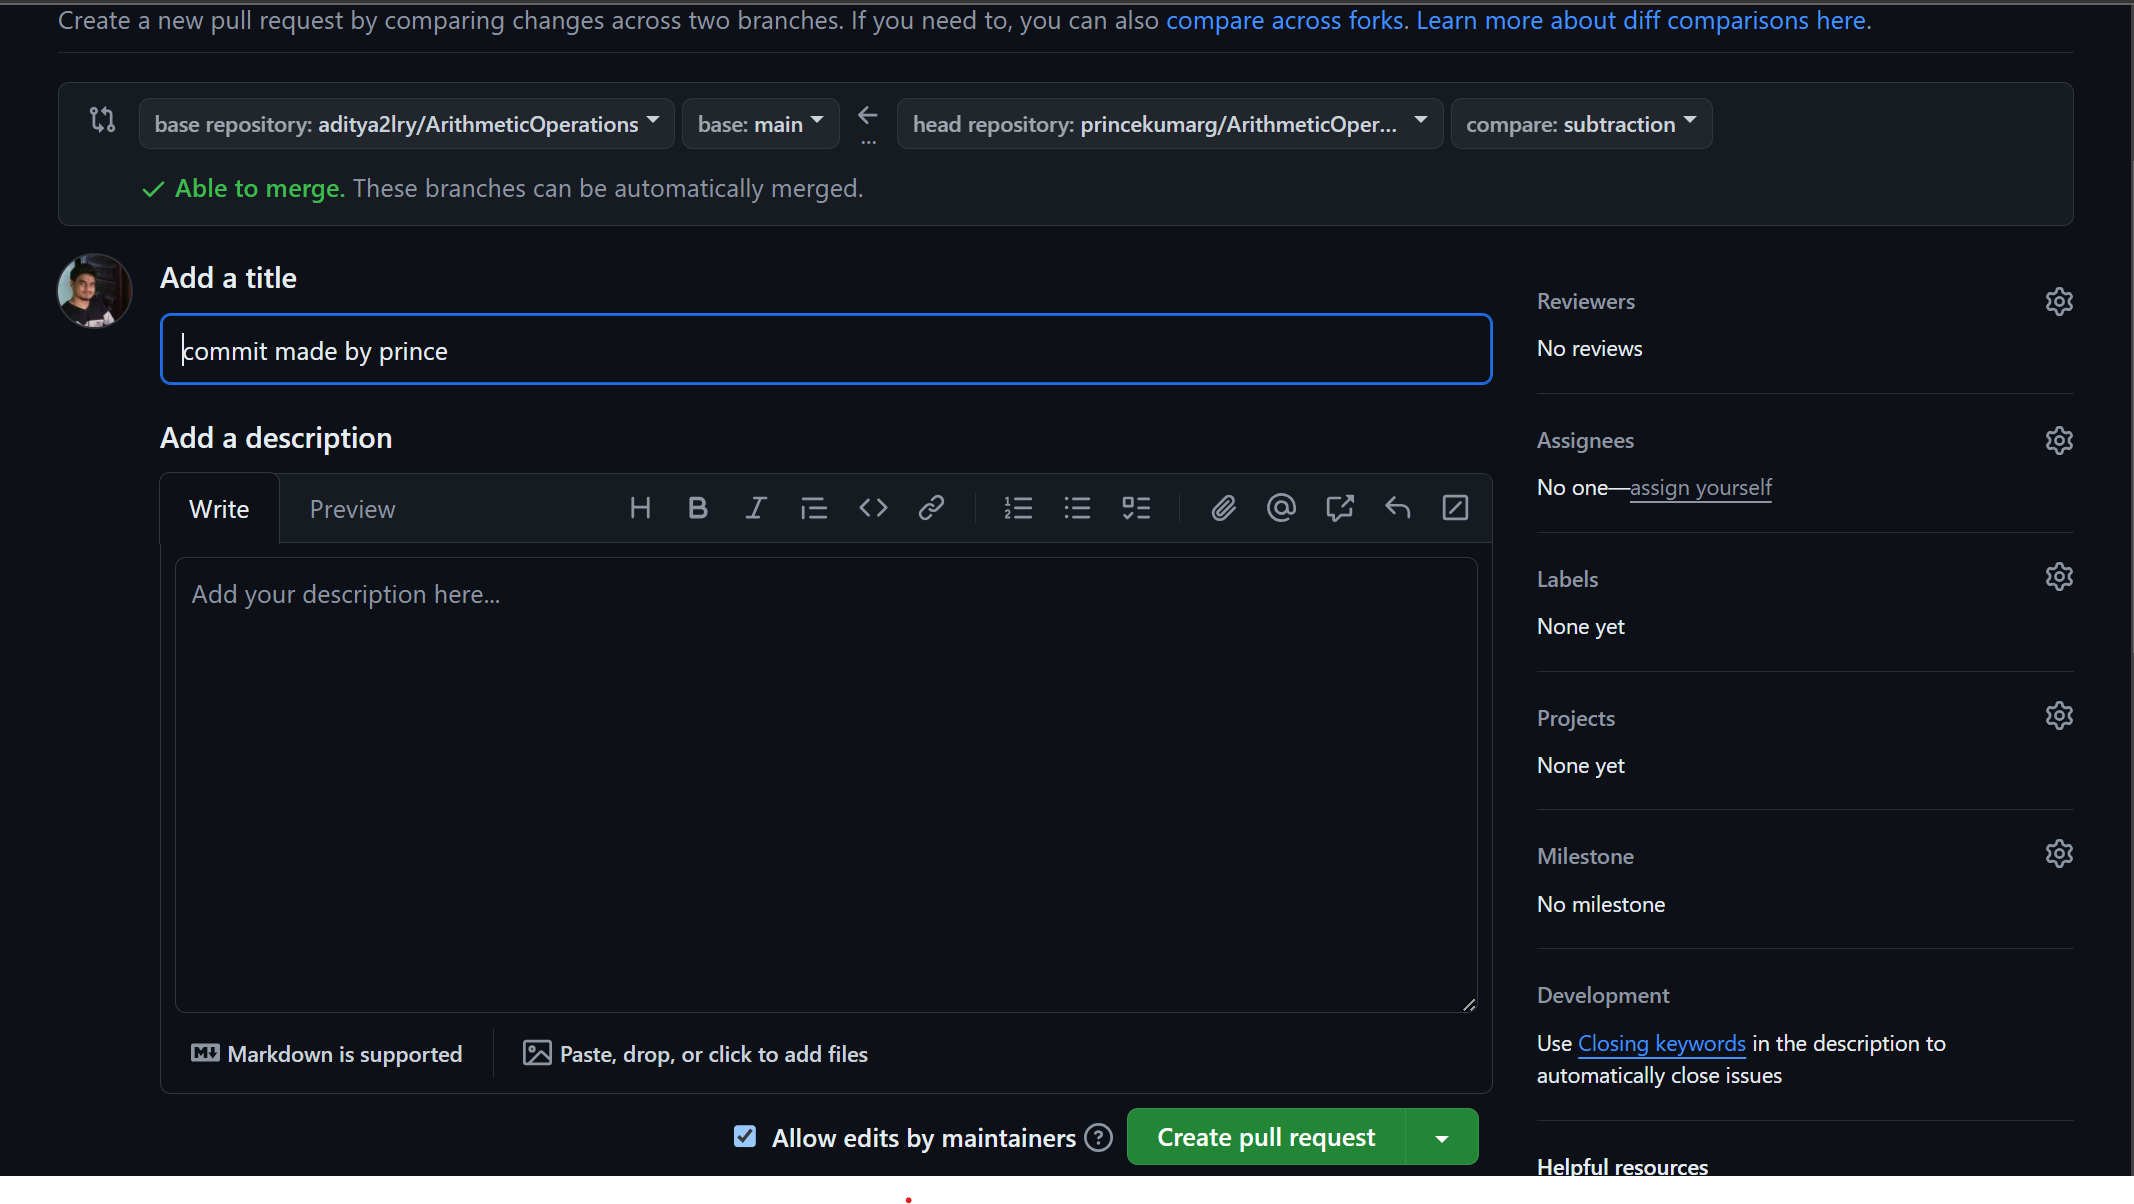 Create a new pull request by comparing changes across two branches. If you need to, you can also compare across forks. Learn more about diff comparisons here.
base repository: aditya2lry/ArithmeticOperations base: main ... head repository: princekumarg/ArithmeticOper... compare: subtraction
Able to merge. These branches can be automatically merged.
Add a title
commit made by prince
Add a description
Write Preview
Add your description here...
Markdown is supported Paste, drop, or click to add files
Allow edits by maintainers Create pull request
Reviewers
No reviews
Assignees
No one—assign yourself
Labels
None yet
Projects
None yet
Milestone
No milestone
Development
Use Closing keywords in the description to
automatically close issues
Helpful resources